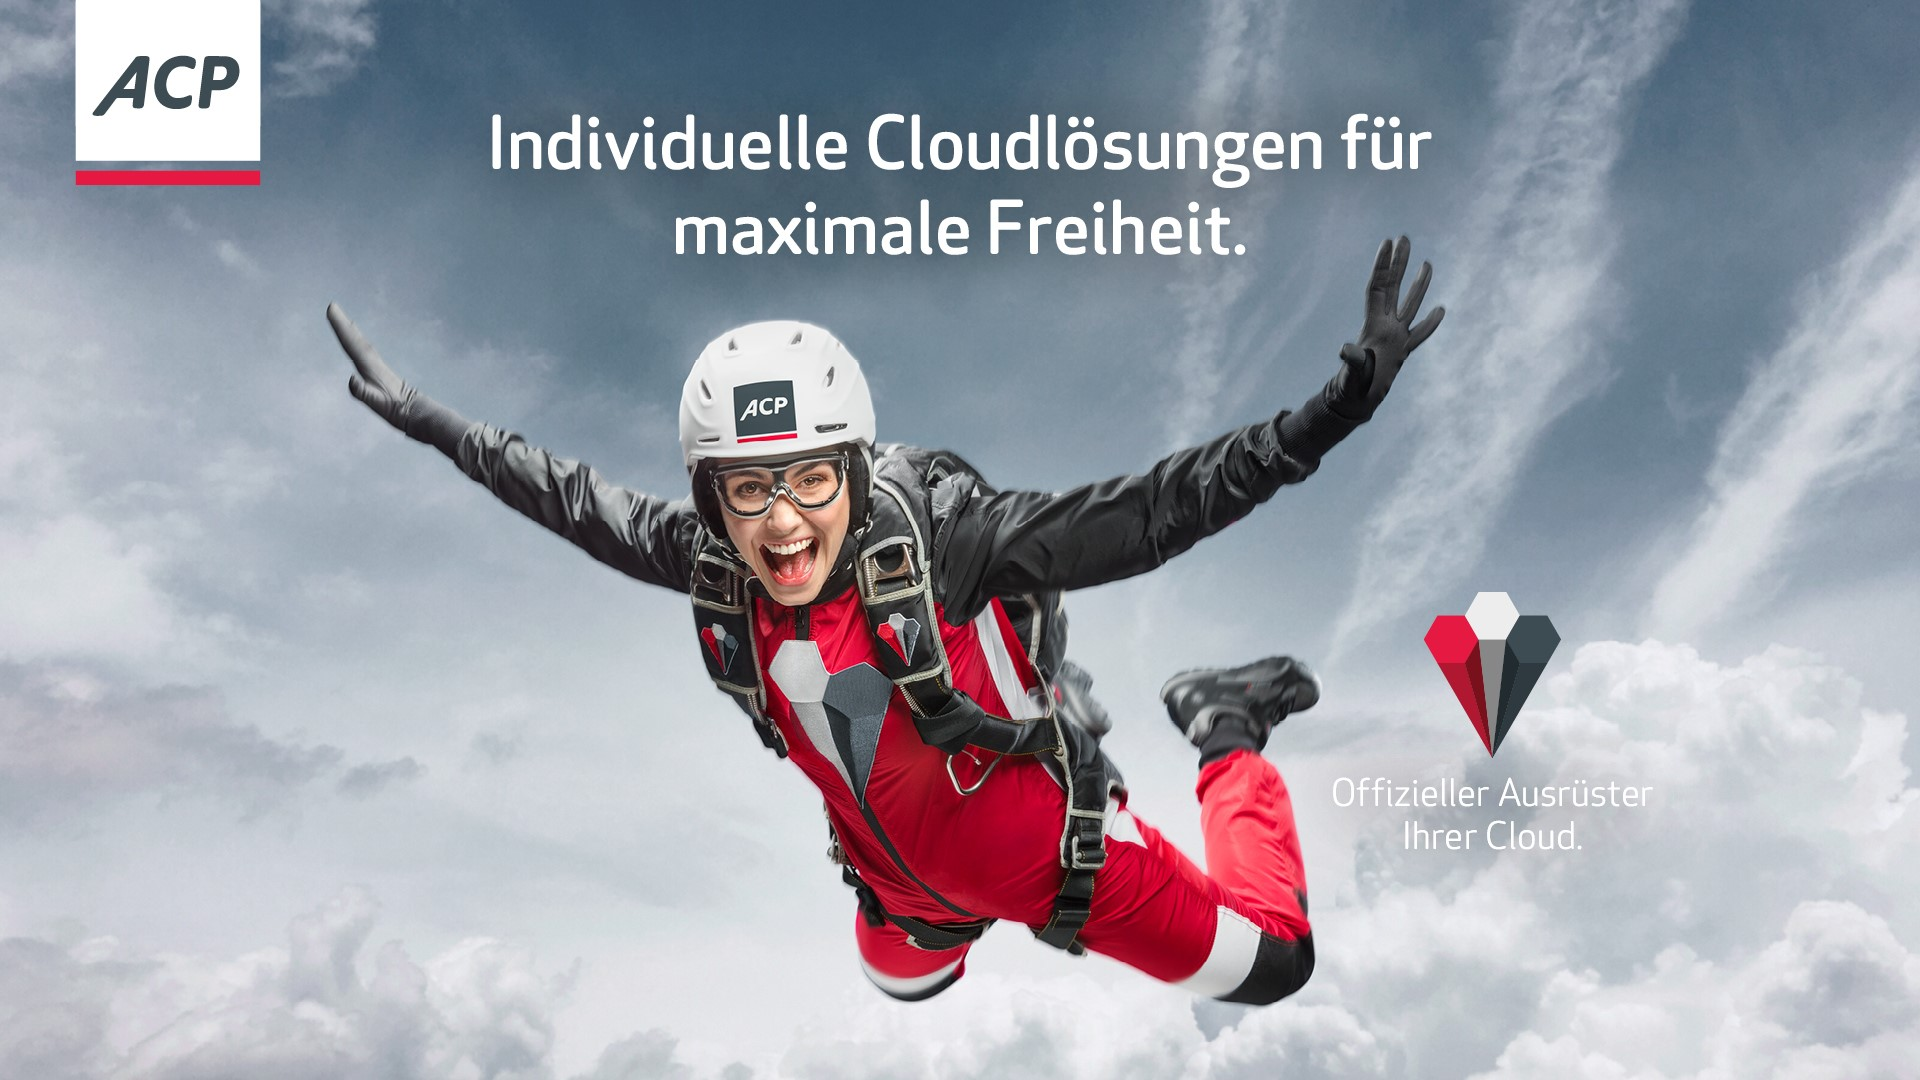 ACP
Individuelle Cloudlösungen für
maximale Freiheit.
ACP
Offizieller Ausrüster
Ihrer Cloud.